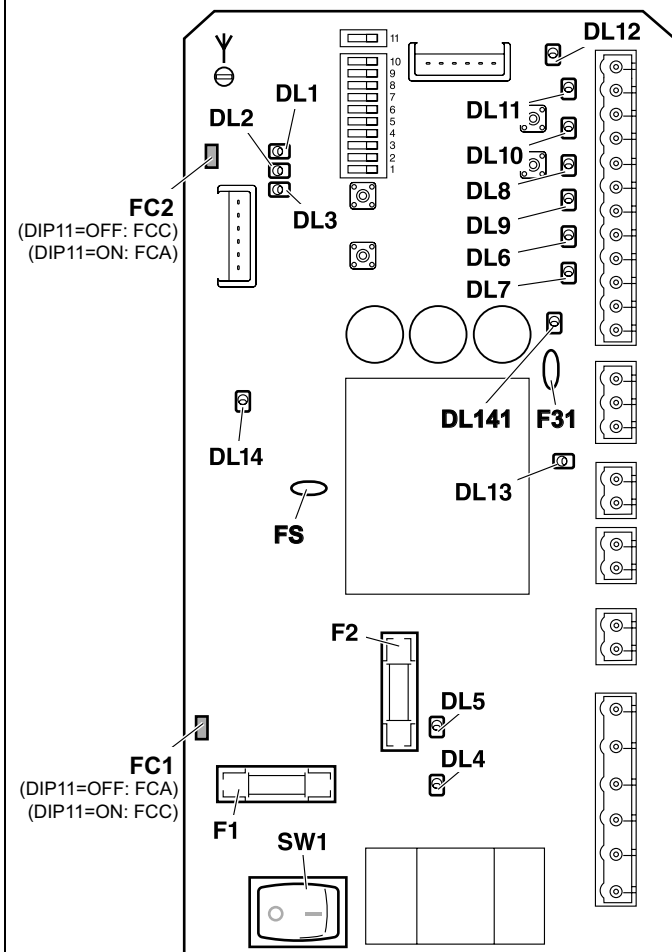 DL12
11
10
9
8
7
6
5
4
3
2
1
DL1
DL2
DL3
DL11
DL10
DL8
DL9
DL6
DL7
FC2
(DIP11=OFF: FCC)
(DIP11=ON: FCA)
DL141
F31
DL14
DL13
FS
F2
DL5
DL4
FC1
(DIP11=OFF: FCA)
(DIP11=ON: FCC)
F1
SW1